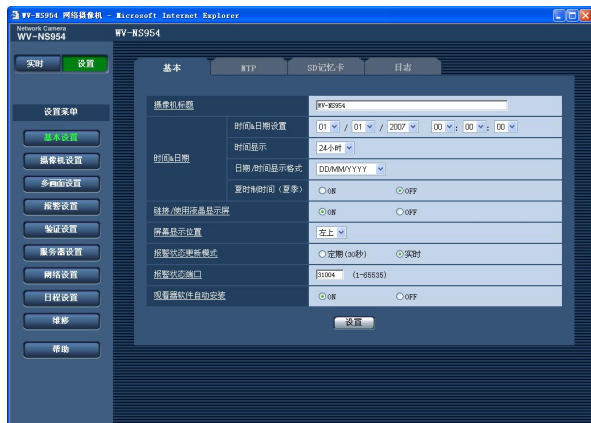 WV-NS954 网络摄像机 - Microsoft Internet Explorer
Network Camera
WV-NS954
WV-NS954
实时 设置
基本 NTP SD记忆卡 日志
设置菜单
基本设置
摄像机设置
多画面设置
报警设置
验证设置
服务器设置
网络设置
日程设置
维修
帮助
摄像机标题 WV-NS954
时间&日期 时间&日期设置 01 / 01 / 2007 00 : 00 : 00
时间显示 24小时
日期/时间显示格式 DD/MM/YYYY
夏时制时间（夏季） ON OFF
链接/使用液晶显示屏 ON OFF
屏幕显示位置 左上
报警状态更新模式 定期(30秒) 实时
报警状态端口 31004 (1-65535)
观看器软件自动安装 ON OFF
设置